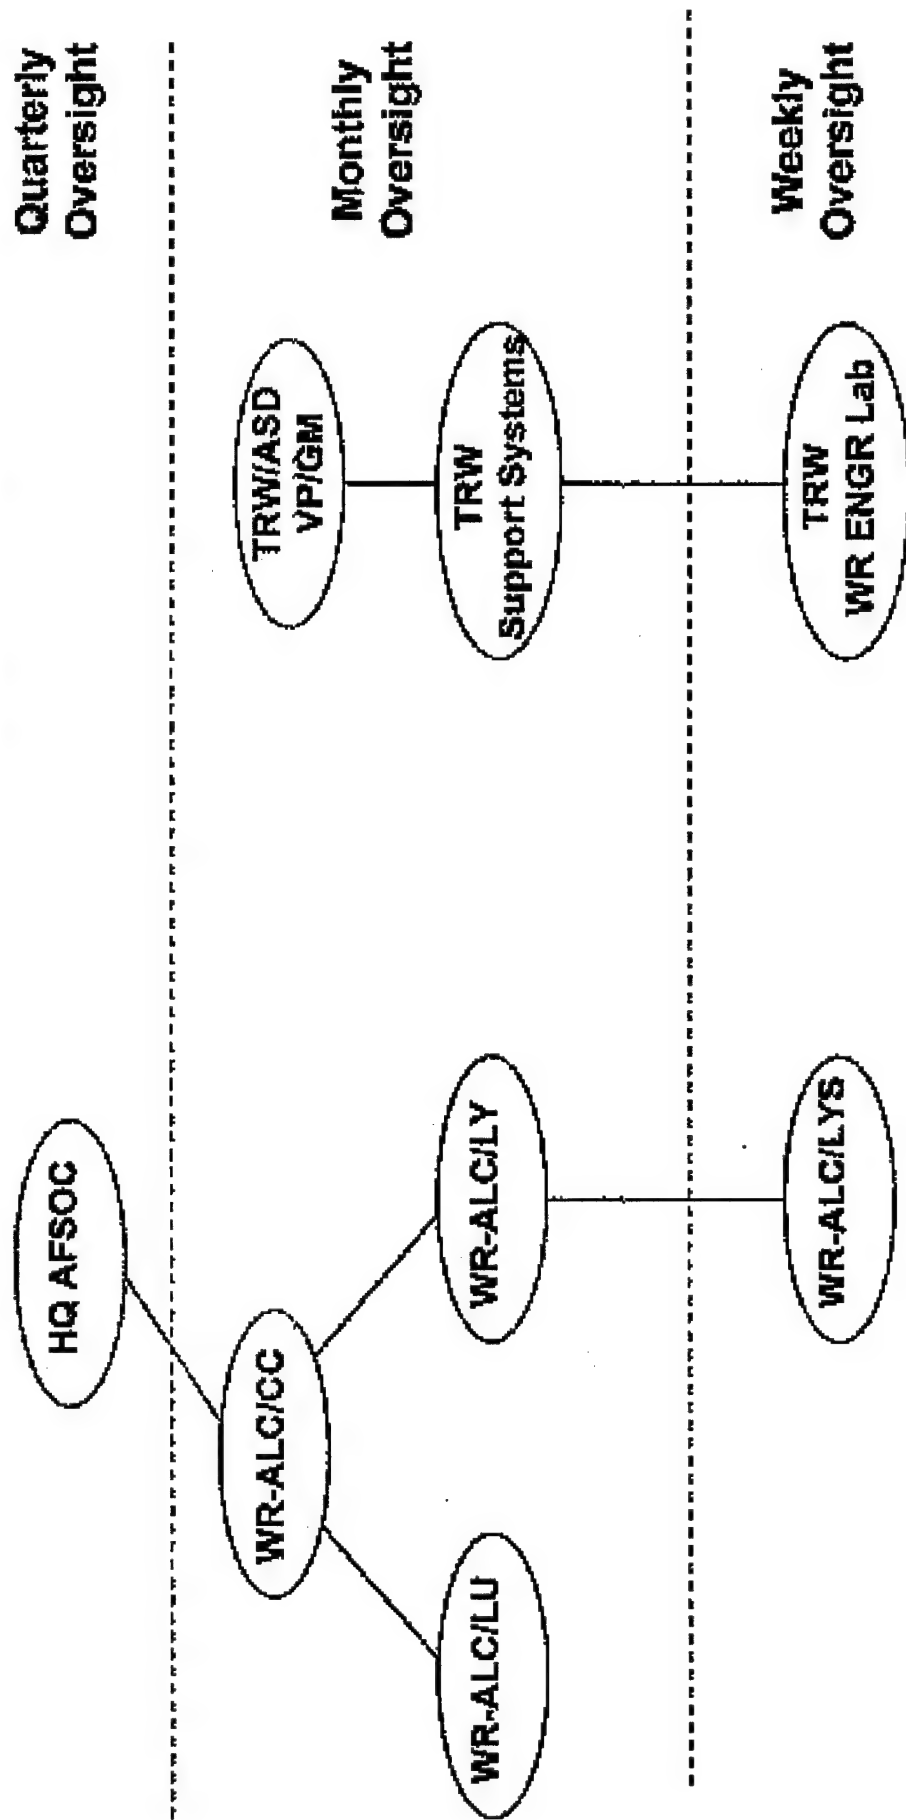 HQ AFSOC
Quarterly
Oversight
WR-ALC/CC
TRW/ASD
VP/GM
Monthly
Oversight
WR-ALC/LU
WR-ALC/LY
TRW
Support Systems
WR-ALC/LYS
TRW
WR ENGR Lab
Weekly
Oversight